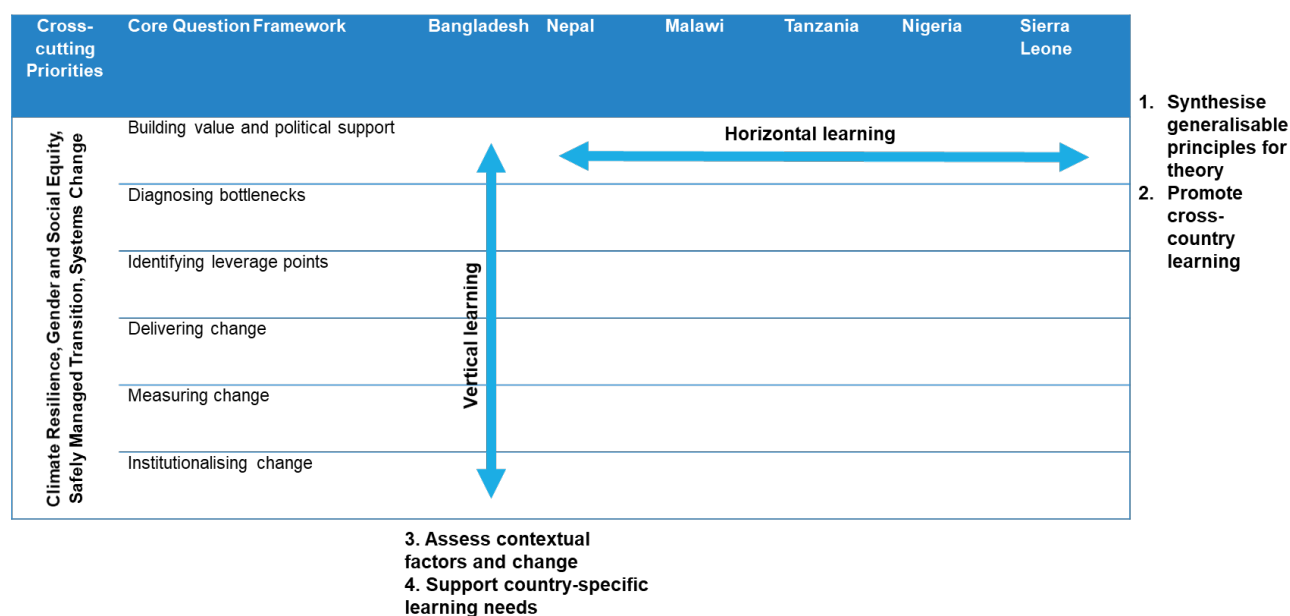 Cross-
cutting
Priorities
Core Question Framework
Bangladesh
Nepal
Malawi
Tanzania
Nigeria
Sierra
Leone
Climate Resilience, Gender and Social Equity,
Safely Managed Transition, Systems Change
Building value and political support
Diagnosing bottlenecks
Identifying leverage points
Delivering change
Measuring change
Institutionalising change
Horizontal learning
Vertical learning
1. Synthesise
generalisable
principles for
theory
2. Promote
cross-
country
learning
3. Assess contextual
factors and change
4. Support country-specific
learning needs